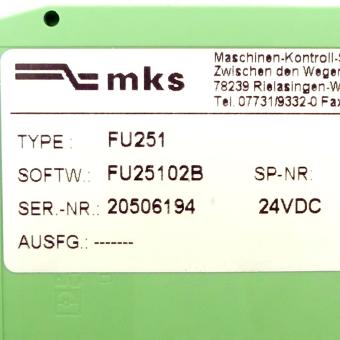 mks
Maschinen-Kontroll-
Zwischen den Wege
78239 Rielasingen-W
Tel. 07731/9332-0 Fax
TYPE : FU251
SOFTW.: FU25102B SP-NR:
SER.-NR.: 20506194 24VDC
AUSFG.: -------